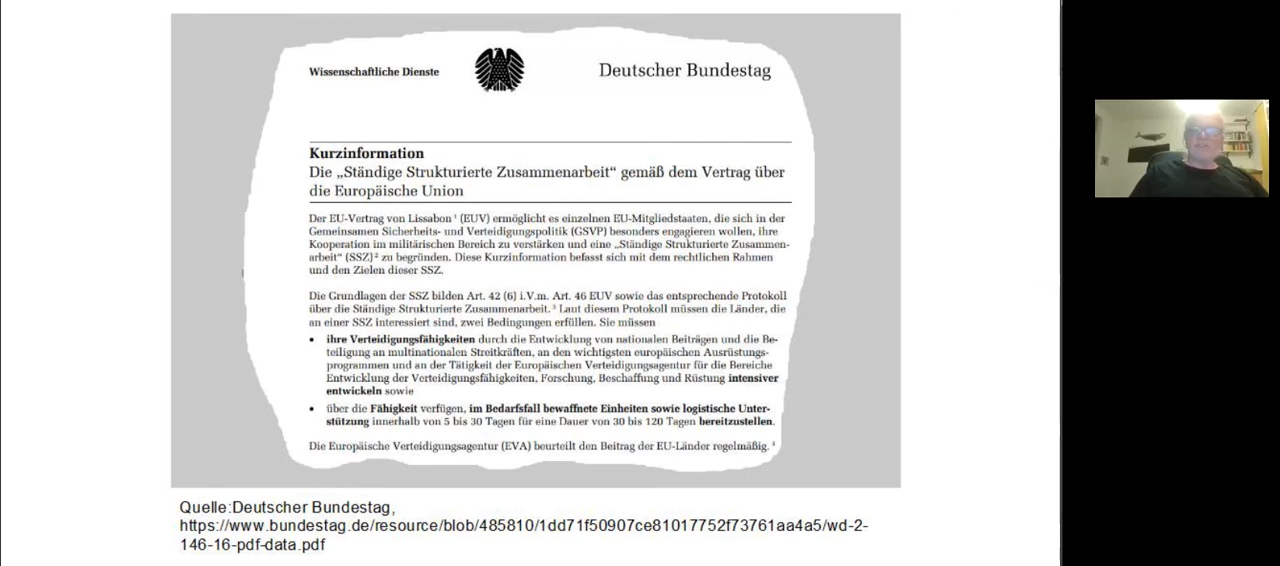 Wissenschaftliche Dienste
Deutscher Bundestag
Kurzinformation
Die „Ständige Strukturierte Zusammenarbeit“ gemäß dem Vertrag über
die Europäische Union
Der EU-Vertrag von Lissabon ¹ (EUV) ermöglicht es einzelnen EU-Mitgliedstaaten, die sich in der
Gemeinsamen Sicherheits- und Verteidigungspolitik (GSVP) besonders engagieren wollen, ihre
Kooperation im militärischen Bereich zu verstärken und eine „Ständige Strukturierte Zusammen-
arbeit“ (SSZ) ² zu begründen. Diese Kurzinformation befasst sich mit dem rechtlichen Rahmen
und den Zielen dieser SSZ.
Die Grundlagen der SSZ bilden Art. 42 (6) i.V.m. Art. 46 EUV sowie das entsprechende Protokoll
über die Ständige Strukturierte Zusammenarbeit. ³ Laut diesem Protokoll müssen die Länder, die
an einer SSZ interessiert sind, zwei Bedingungen erfüllen. Sie müssen
• ihre Verteidigungsfähigkeiten durch die Entwicklung von nationalen Beiträgen und die Be-
teiligung an multinationalen Streitkräften, an den wichtigsten europäischen Ausrüstungs-
programmen und an der Tätigkeit der Europäischen Verteidigungsagentur für die Bereiche
Entwicklung der Verteidigungsfähigkeiten, Forschung, Beschaffung und Rüstung intensiver
entwickeln sowie
• über die Fähigkeit verfügen, im Bedarfsfall bewaffnete Einheiten sowie logistische Unter-
stützung innerhalb von 5 bis 30 Tagen für eine Dauer von 30 bis 120 Tagen bereitzustellen.
Die Europäische Verteidigungsagentur (EVA) beurteilt den Beitrag der EU-Länder regelmäßig. ⁴
Quelle:Deutscher Bundestag,
https://www.bundestag.de/resource/blob/485810/1dd71f50907ce81017752f73761aa4a5/wd-2-
146-16-pdf-data.pdf